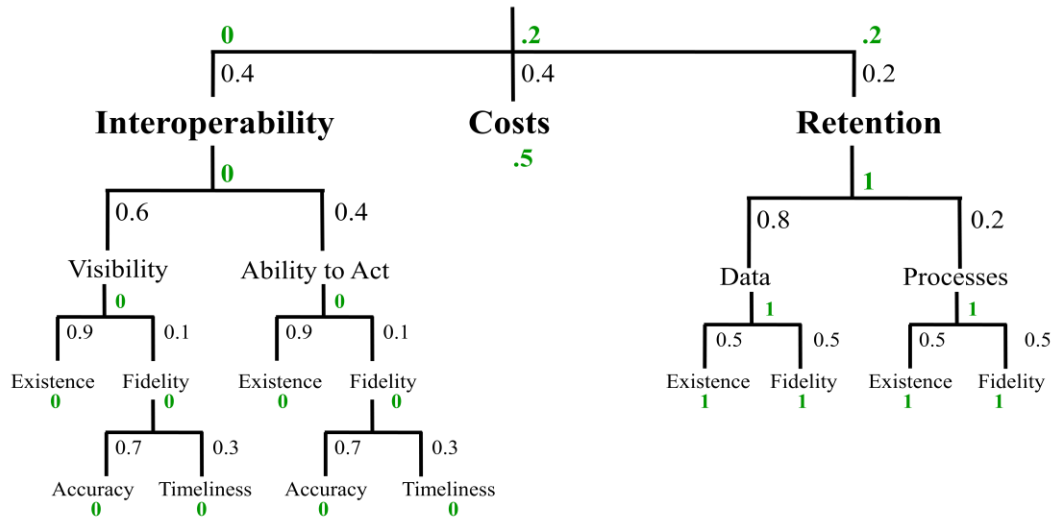 0 .2 .2
0.4 0.4 0.2
Interoperability Costs Retention
.5
0 1
0.6 0.4 0.8 0.2
Visibility Ability to Act Data Processes
0 0 1 1
0.9 0.1 0.9 0.1 0.5 0.5 0.5 0.5
Existence Fidelity Existence Fidelity Existence Fidelity Existence Fidelity
0 0 0 0 1 1 1 1
0.7 0.3 0.7 0.3
Accuracy Timeliness Accuracy Timeliness
0 0 0 0